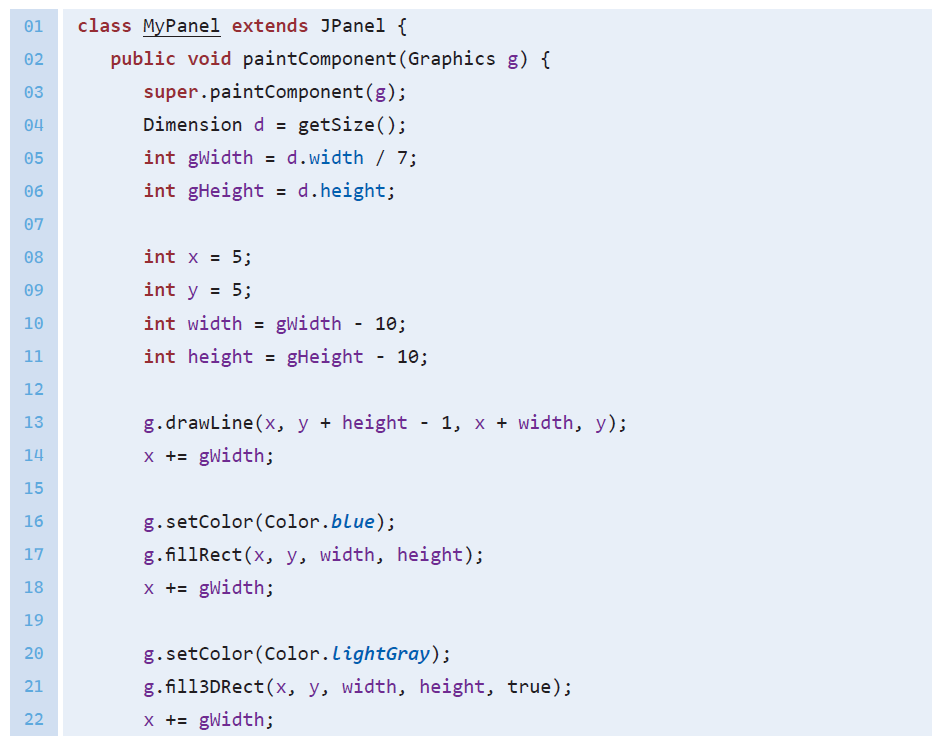 01 class MyPanel extends JPanel {
02    public void paintComponent(Graphics g) {
03       super.paintComponent(g);
04       Dimension d = getSize();
05       int gWidth = d.width / 7;
06       int gHeight = d.height;
07
08       int x = 5;
09       int y = 5;
10       int width = gWidth - 10;
11       int height = gHeight - 10;
12
13       g.drawLine(x, y + height - 1, x + width, y);
14       x += gWidth;
15
16       g.setColor(Color.blue);
17       g.fillRect(x, y, width, height);
18       x += gWidth;
19
20       g.setColor(Color.lightGray);
21       g.fill3DRect(x, y, width, height, true);
22       x += gWidth;